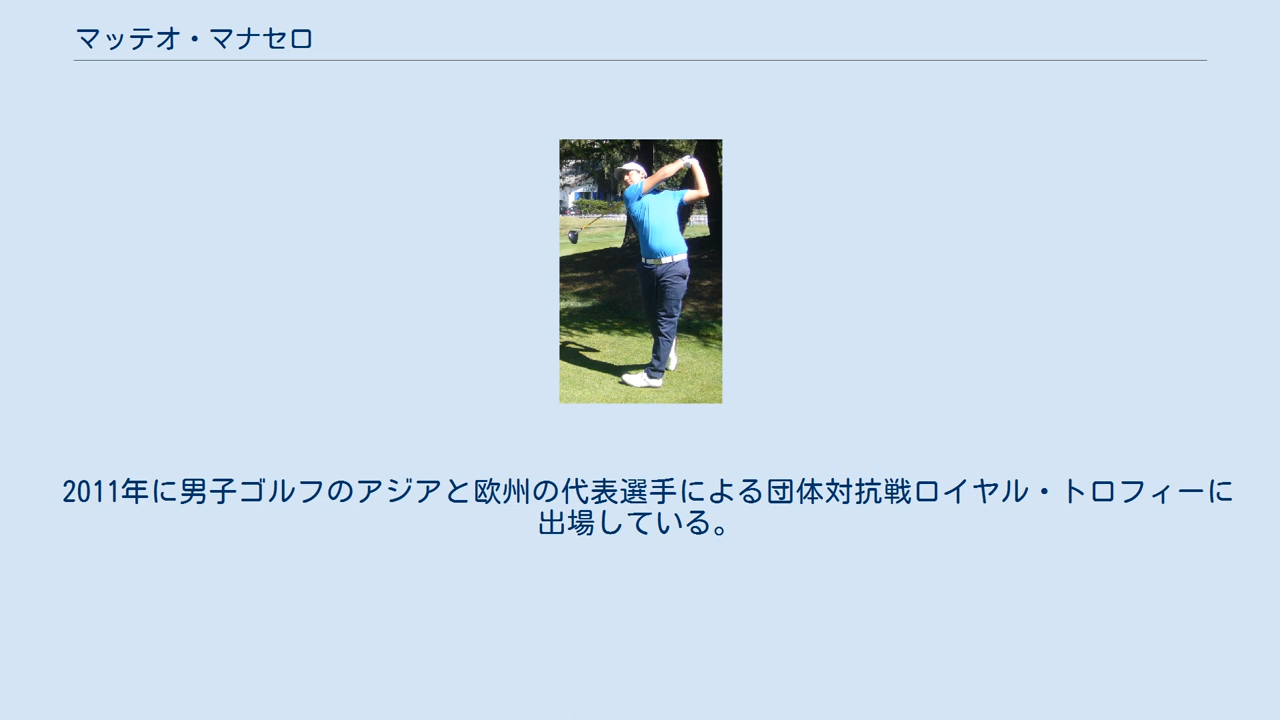 マッテオ・マナセロ
2011年に男子ゴルフのアジアと欧州の代表選手による団体対抗戦ロイヤル・トロフィーに
出場している。